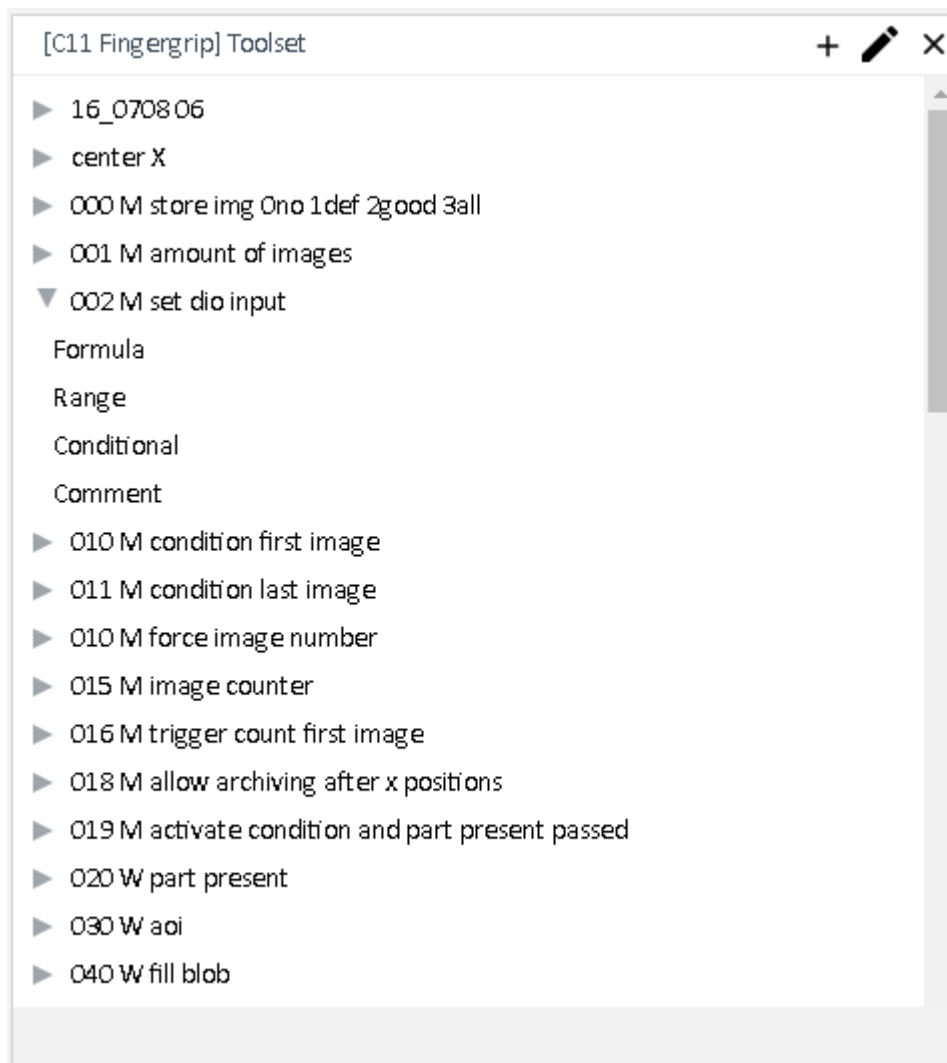 [C11 Fingergrip] Toolset
16_070806
center X
000 M store img 0no 1def 2good 3all
001 M amount of images
002 M set dio input
Formula
Range
Conditional
Comment
010 M condition first image
011 M condition last image
010 M force image number
015 M image counter
016 M trigger count first image
018 M allow archiving after x positions
019 M activate condition and part present passed
020 W part present
030 W aoi
040 W fill blob